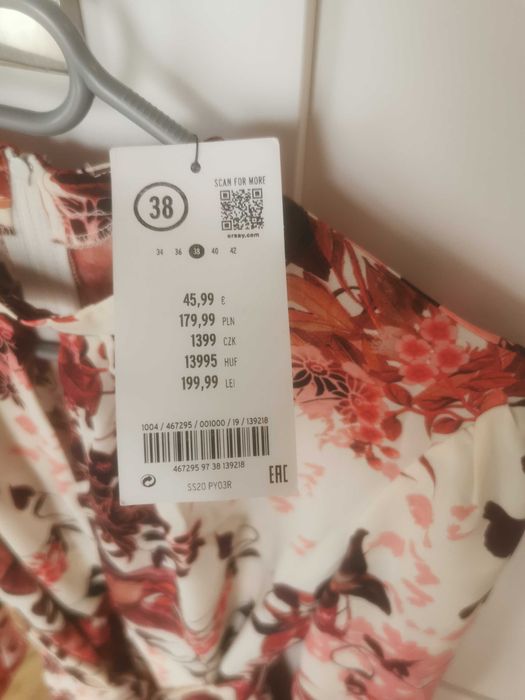 SCAN FOR MORE
38
orsay.com
34 36 38 40 42
45,99 €
179,99 PLN
1399 CZK
13995 HUF
199,99 LEI
1004 / 467295 / 001000 / 19 / 139218
467295 97 38 139218
EAC
SS20 PY03R